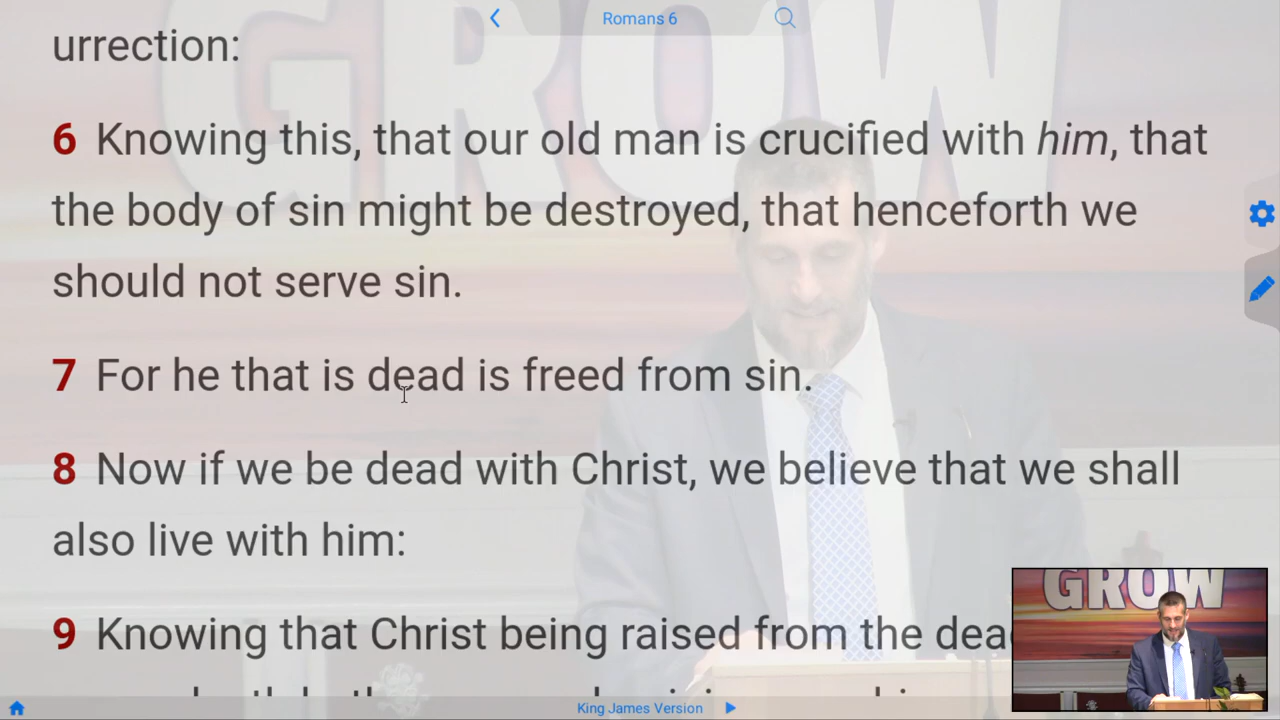 GROW
Romans 6
urrection:
6 Knowing this, that our old man is crucified with him, that
the body of sin might be destroyed, that henceforth we
should not serve sin.
7 For he that is dead is freed from sin.
8 Now if we be dead with Christ, we believe that we shall
also live with him:
9 Knowing that Christ being raised from the dead
GROW
King James Version